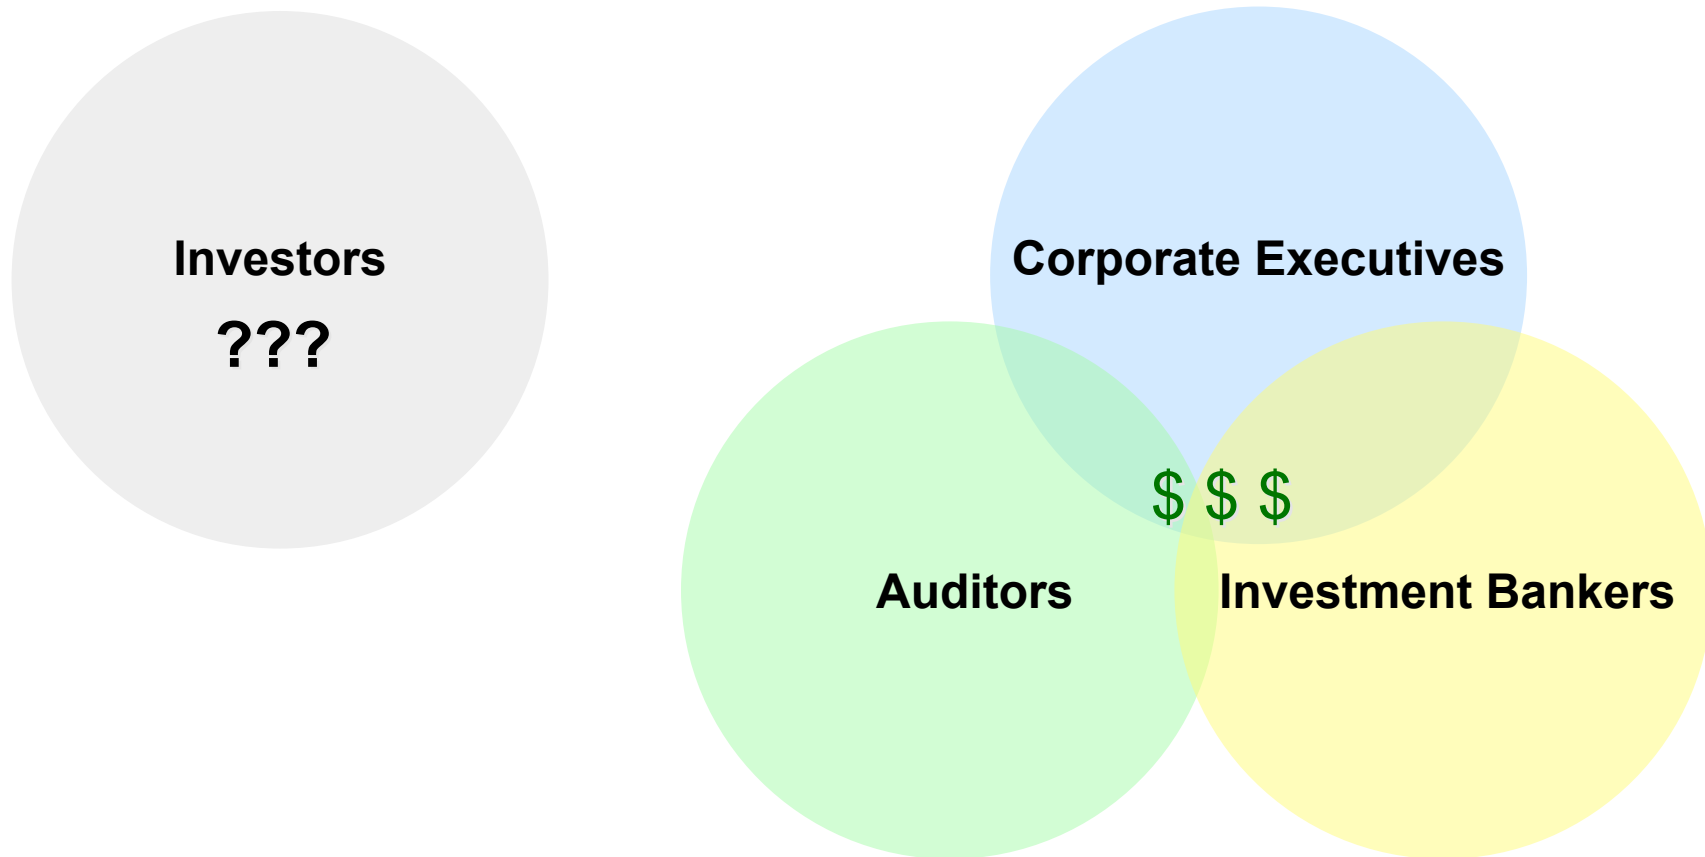 Investors
???
Corporate Executives
$ $ $
Auditors
Investment Bankers